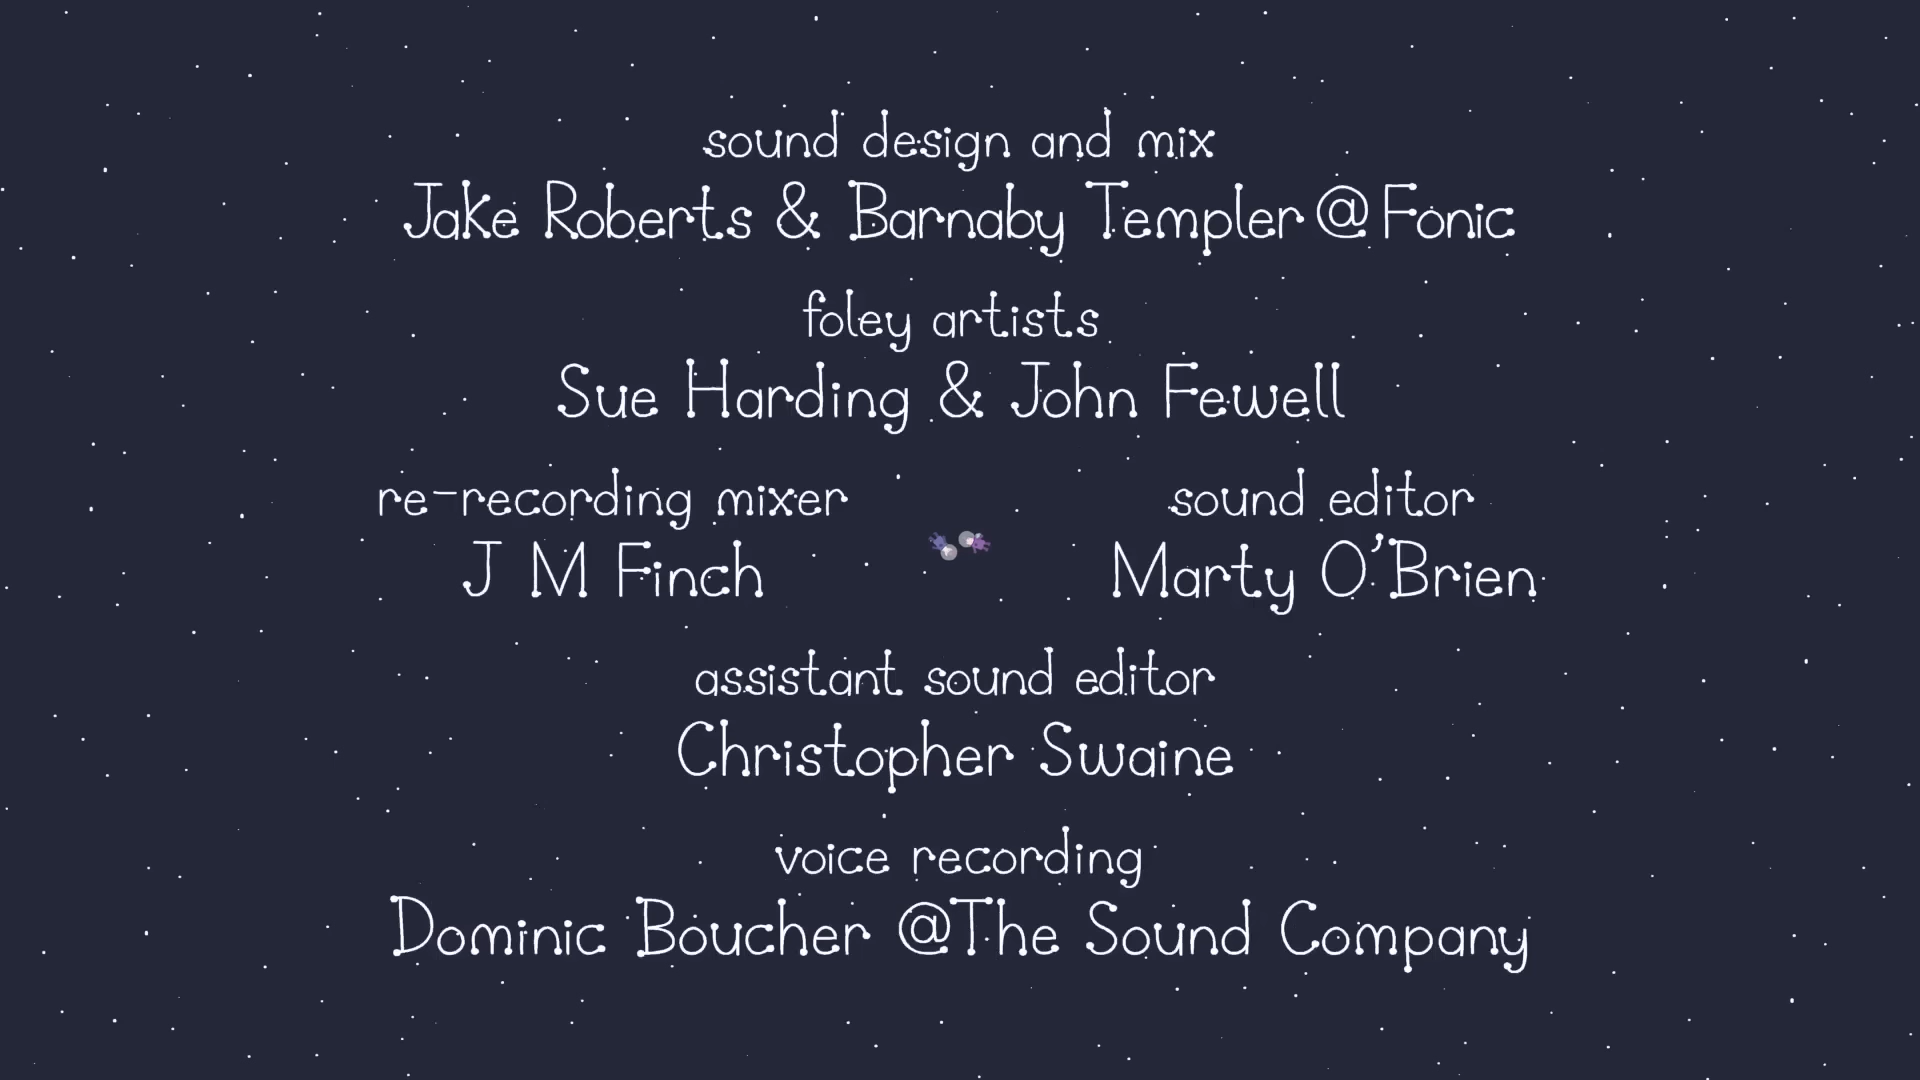 sound design and mix
Jake Roberts & Barnaby Templer @ Fonic
foley artists
Sue Harding & John Fewell
re-recording mixer
J M Finch
sound editor
Marty O'Brien
assistant sound editor
Christopher Swaine
voice recording
Dominic Boucher @The Sound Company